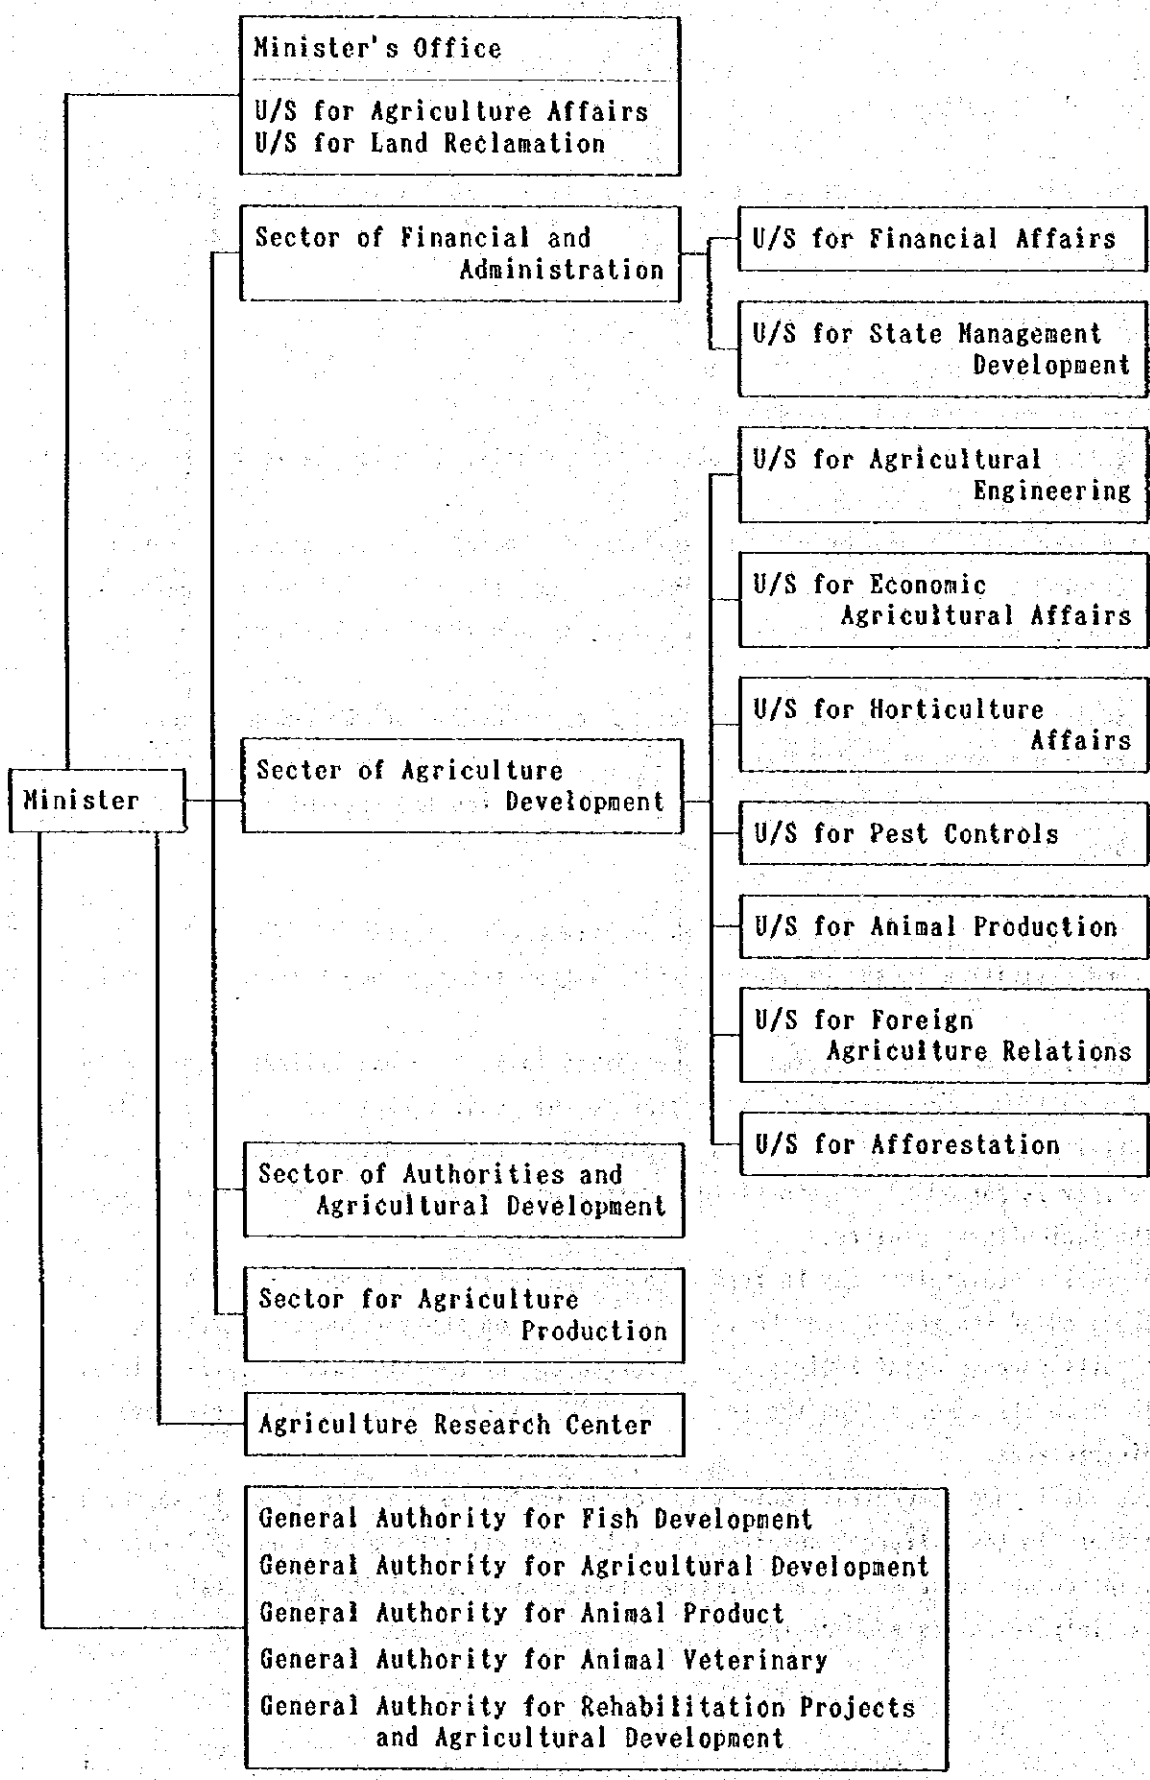 Minister's Office
U/S for Agriculture Affairs
U/S for Land Reclamation
Sector of Financial and
Administration
U/S for Financial Affairs
U/S for State Management
Development
U/S for Agricultural
Engineering
U/S for Economic
Agricultural Affairs
U/S for Horticulture
Affairs
Minister
Secter of Agriculture
Development
U/S for Pest Controls
U/S for Animal Production
U/S for Foreign
Agriculture Relations
U/S for Afforestation
Sector of Authorities and
Agricultural Development
Sector for Agriculture
Production
Agriculture Research Center
General Authority for Fish Development
General Authority for Agricultural Development
General Authority for Animal Product
General Authority for Animal Veterinary
General Authority for Rehabilitation Projects
and Agricultural Development